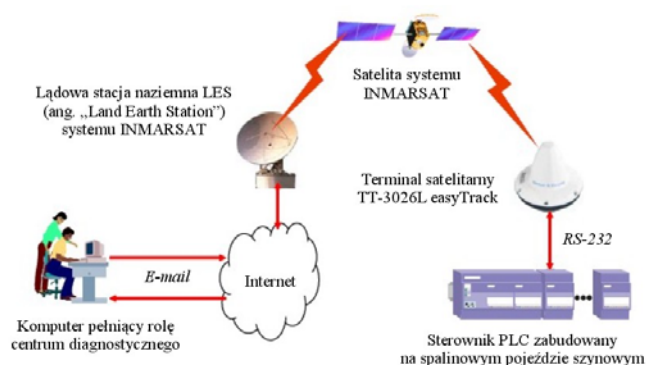 Satelita systemu
INMARSAT
Lądowa stacja naziemna LES
(ang. „Land Earth Station”)
systemu INMARSAT
Terminal satelitarny
TT-3026L easyTrack
RS-232
E-mail
Internet
Komputer pełniący rolę
centrum diagnostycznego
Sterownik PLC zabudowany
na spalinowym pojeździe szynowym